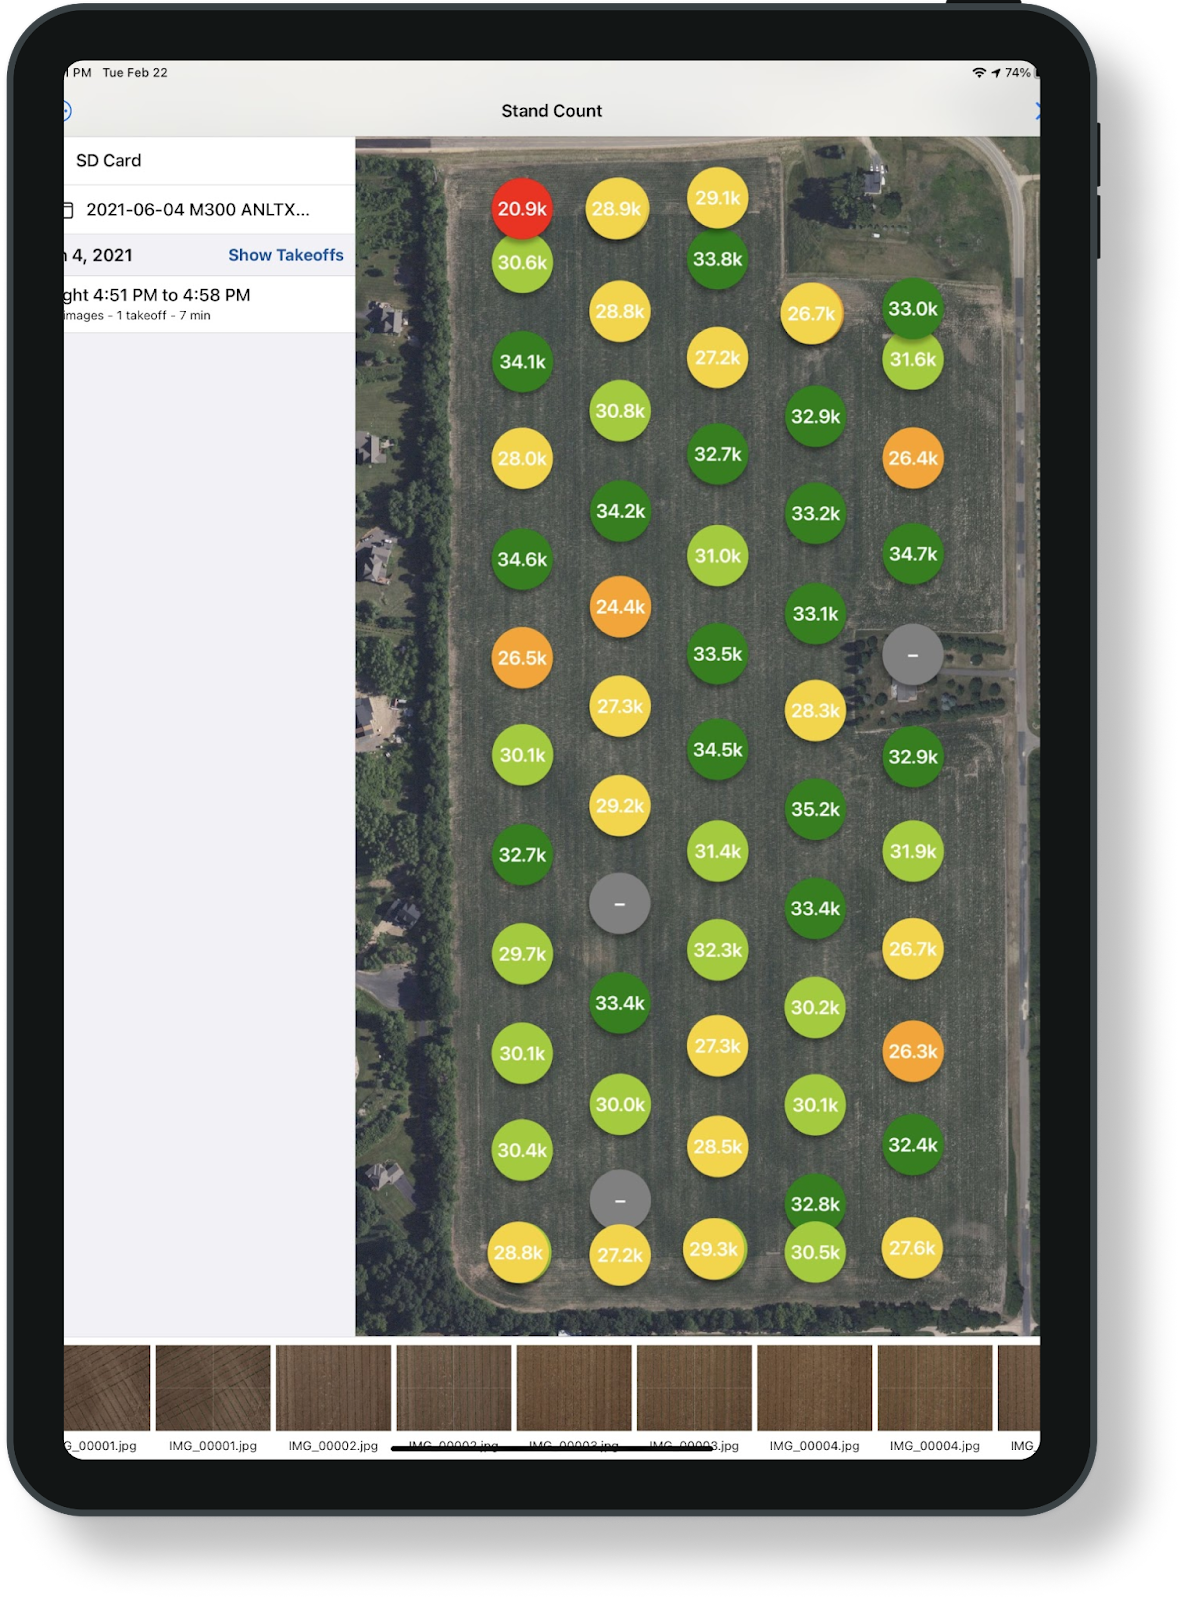 PM Tue Feb 22
74%
Stand Count
SD Card
2021-06-04 M300 ANLTX...
4, 2021
Show Takeoffs
ght 4:51 PM to 4:58 PM
images - 1 takeoff - 7 min
20.9k 28.9k 29.1k
30.6k 33.8k
28.8k 26.7k 33.0k
34.1k 27.2k 31.6k
30.8k 32.9k
28.0k 32.7k 26.4k
34.2k 33.2k
34.6k 31.0k 34.7k
24.4k 33.1k
26.5k 33.5k –
27.3k 28.3k
30.1k 34.5k 32.9k
29.2k 35.2k
32.7k 31.4k 31.9k
– 33.4k
29.7k 32.3k 26.7k
33.4k 30.2k
30.1k 27.3k 26.3k
30.0k 30.1k
30.4k 28.5k 32.4k
– 32.8k
28.8k 27.2k 29.3k 30.5k 27.6k
G_00001.jpg IMG_00001.jpg IMG_00002.jpg IMG_00002.jpg IMG_00003.jpg IMG_00003.jpg IMG_00004.jpg IMG_00004.jpg IMG_